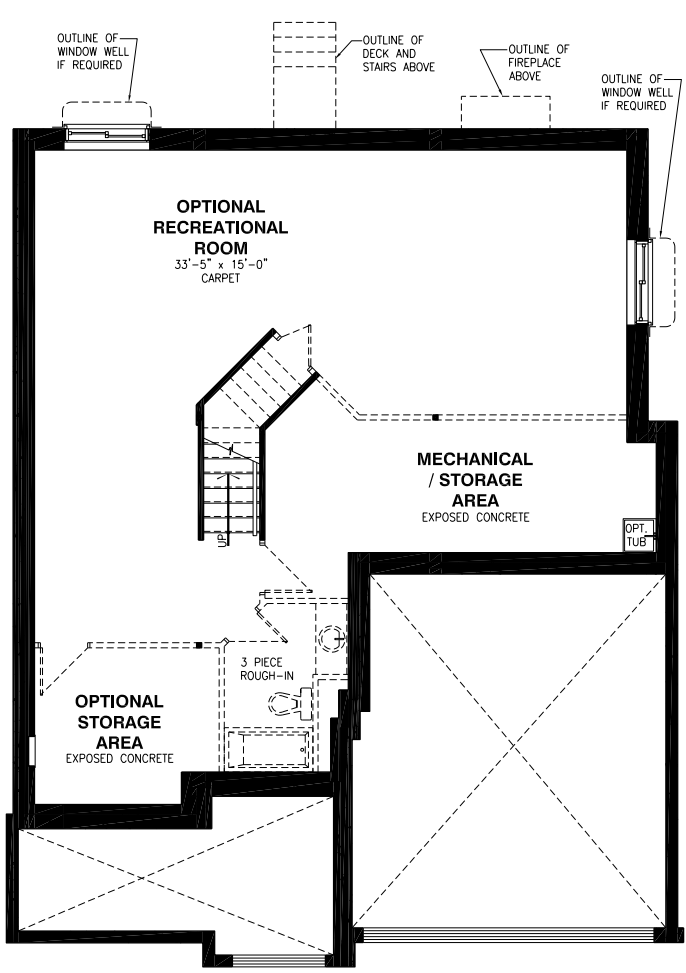 OUTLINE OF
WINDOW WELL
IF REQUIRED
OUTLINE OF
DECK AND
STAIRS ABOVE
OUTLINE OF
FIREPLACE
ABOVE
OUTLINE OF
WINDOW WELL
IF REQUIRED
OPTIONAL
RECREATIONAL
ROOM
33'-5" x 15'-0"
CARPET
MECHANICAL
/ STORAGE
AREA
EXPOSED CONCRETE
OPT.
TUB
UP
3 PIECE
ROUGH-IN
OPTIONAL
STORAGE
AREA
EXPOSED CONCRETE